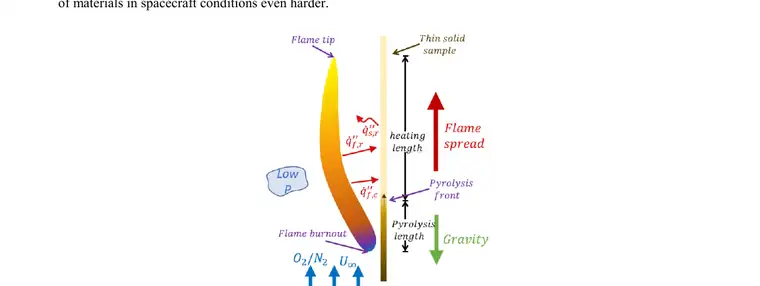 of materials in spacecraft conditions even harder.
Flame tip
Thin solid
sample
q̇″s,r
q̇″f,r
heating
length
Flame
spread
Low
P
q̇″f,c
Pyrolysis
front
Flame burnout
Pyrolysis
length
Gravity
O2/N2 U∞